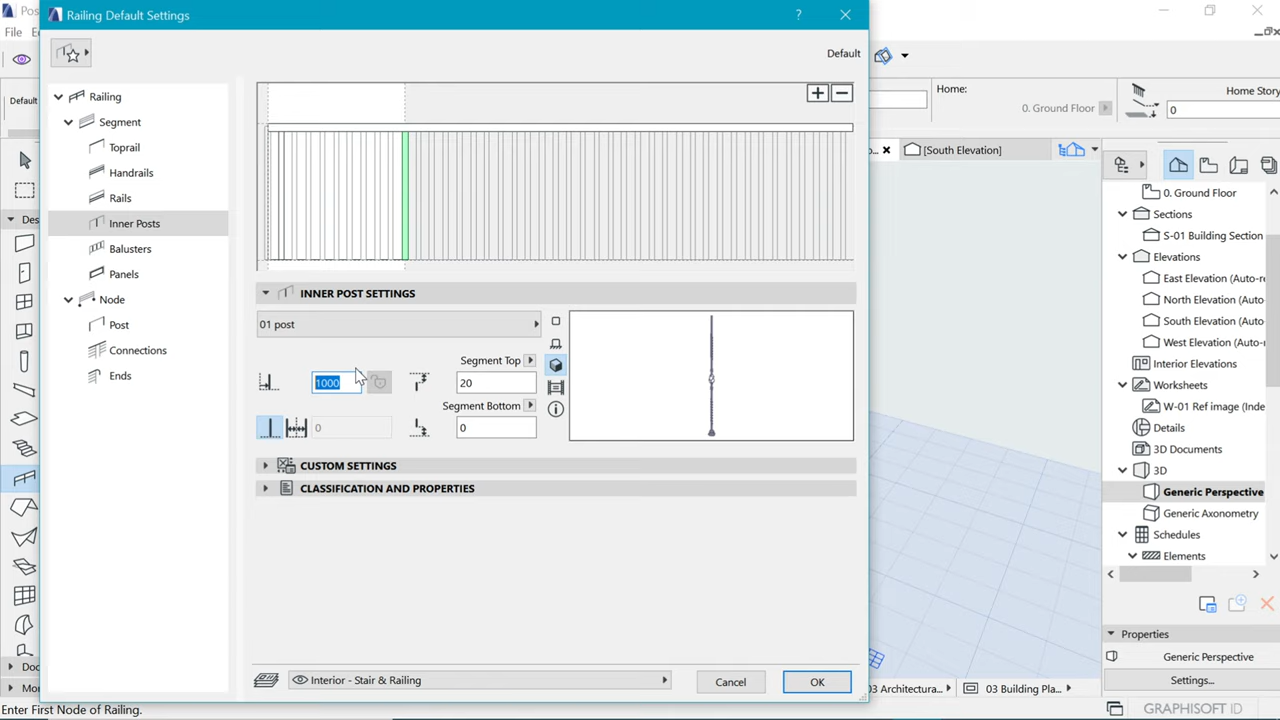 Pos
Railing Default Settings
?
File
Default
Default
Home:
Home Story
0. Ground Floor
0
Railing
Segment
Toprail
Handrails
Rails
Inner Posts
Balusters
Panels
Node
Post
Connections
Ends
Des
INNER POST SETTINGS
01 post
Segment Top
1000
20
Segment Bottom
0
0
CUSTOM SETTINGS
CLASSIFICATION AND PROPERTIES
Interior - Stair & Railing
Cancel
OK
[South Elevation]
0. Ground Floor
Sections
S-01 Building Section
Elevations
East Elevation (Auto-r
North Elevation (Auto-
South Elevation (Auto-
West Elevation (Auto-r
Interior Elevations
Worksheets
W-01 Ref image (Inde
Details
3D Documents
3D
Generic Perspective
Generic Axonometry
Schedules
Elements
Properties
Generic Perspective
Settings...
Doc
Mor
03 Architectura...
03 Building Pla...
Enter First Node of Railing.
GRAPHISOFT ID